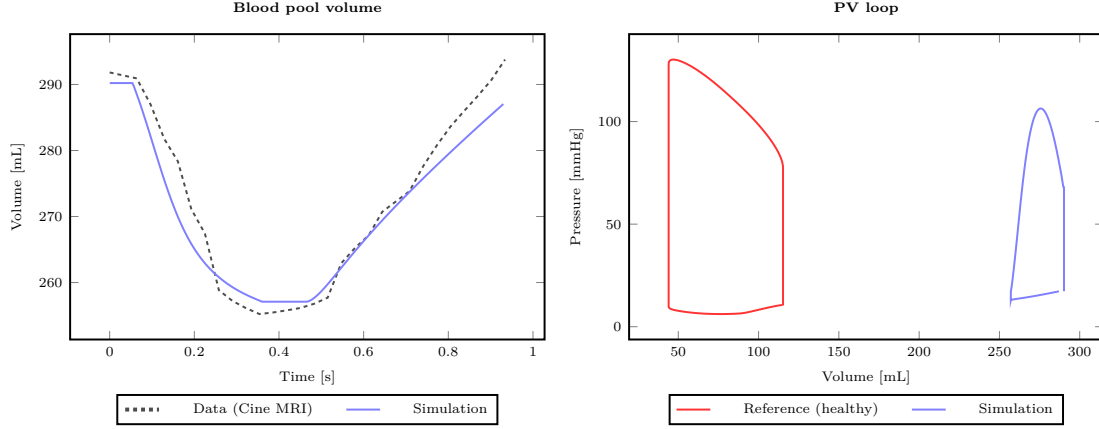 Blood pool volume
290
280
270
260
Volume [mL]
0
0.2
0.4
0.6
0.8
1
Time [s]
Data (Cine MRI)
Simulation
PV loop
100
50
0
Pressure [mmHg]
50
100
150
200
250
300
Volume [mL]
Reference (healthy)
Simulation